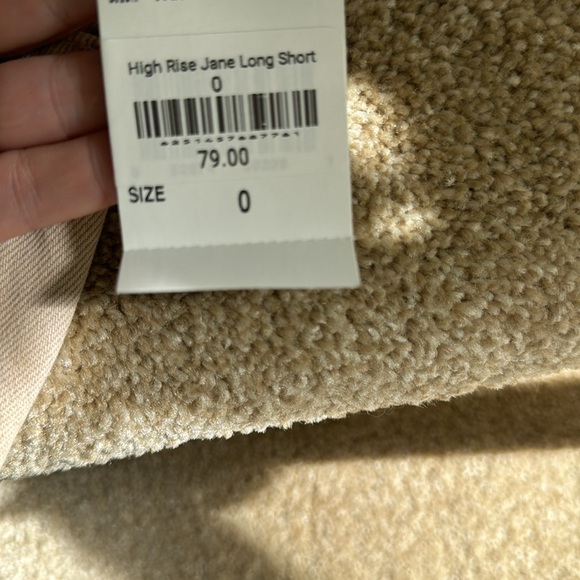 High Rise Jane Long Short
0
79.00
SIZE 0